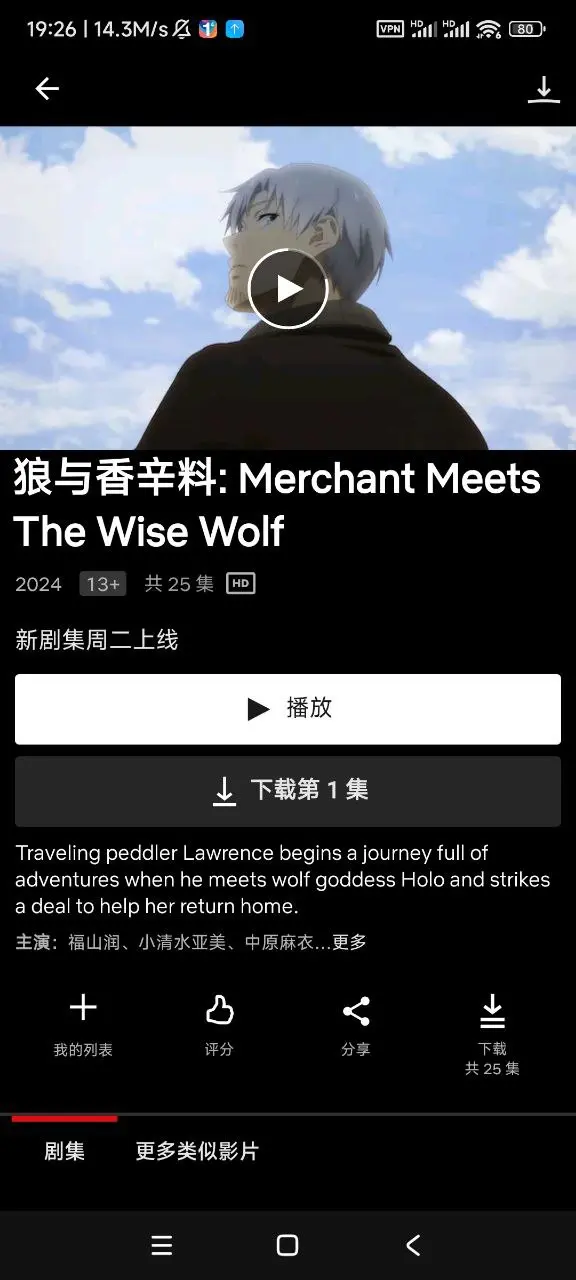 19:26 | 14.3M/s
VPN HD HD 80
狼与香辛料: Merchant Meets
The Wise Wolf
2024 13+ 共 25 集 HD
新剧集周二上线
播放
下载第 1 集
Traveling peddler Lawrence begins a journey full of
adventures when he meets wolf goddess Holo and strikes
a deal to help her return home.
主演: 福山润、小清水亚美、中原麻衣...更多
我的列表 评分 分享 下载
共 25 集
剧集 更多类似影片